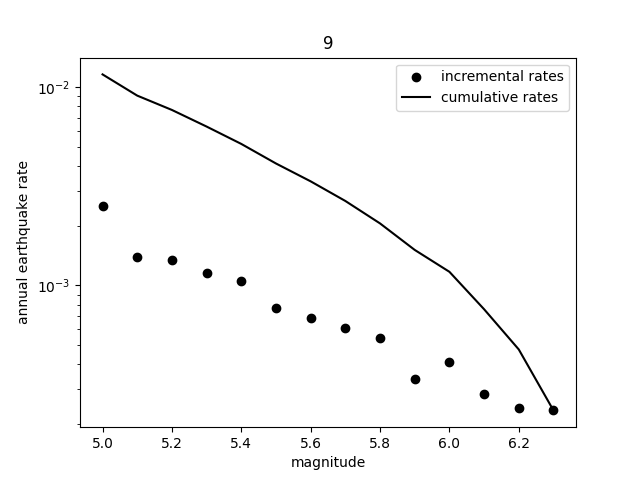 9
incremental rates
cumulative rates
10⁻²
10⁻³
annual earthquake rate
5.0 5.2 5.4 5.6 5.8 6.0 6.2
magnitude